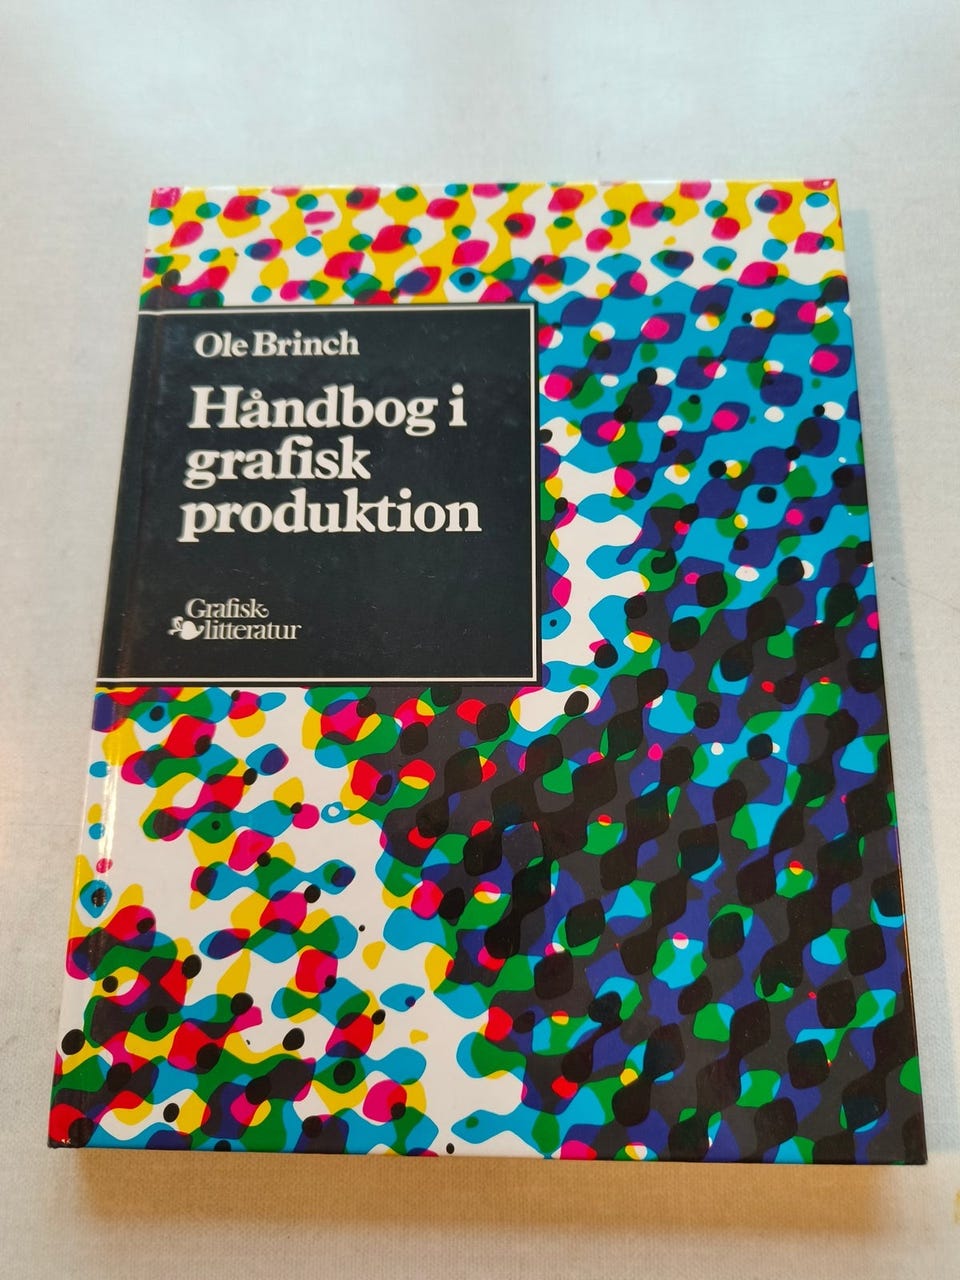 Ole Brinch
Håndbog i
grafisk
produktion
Grafisk
litteratur